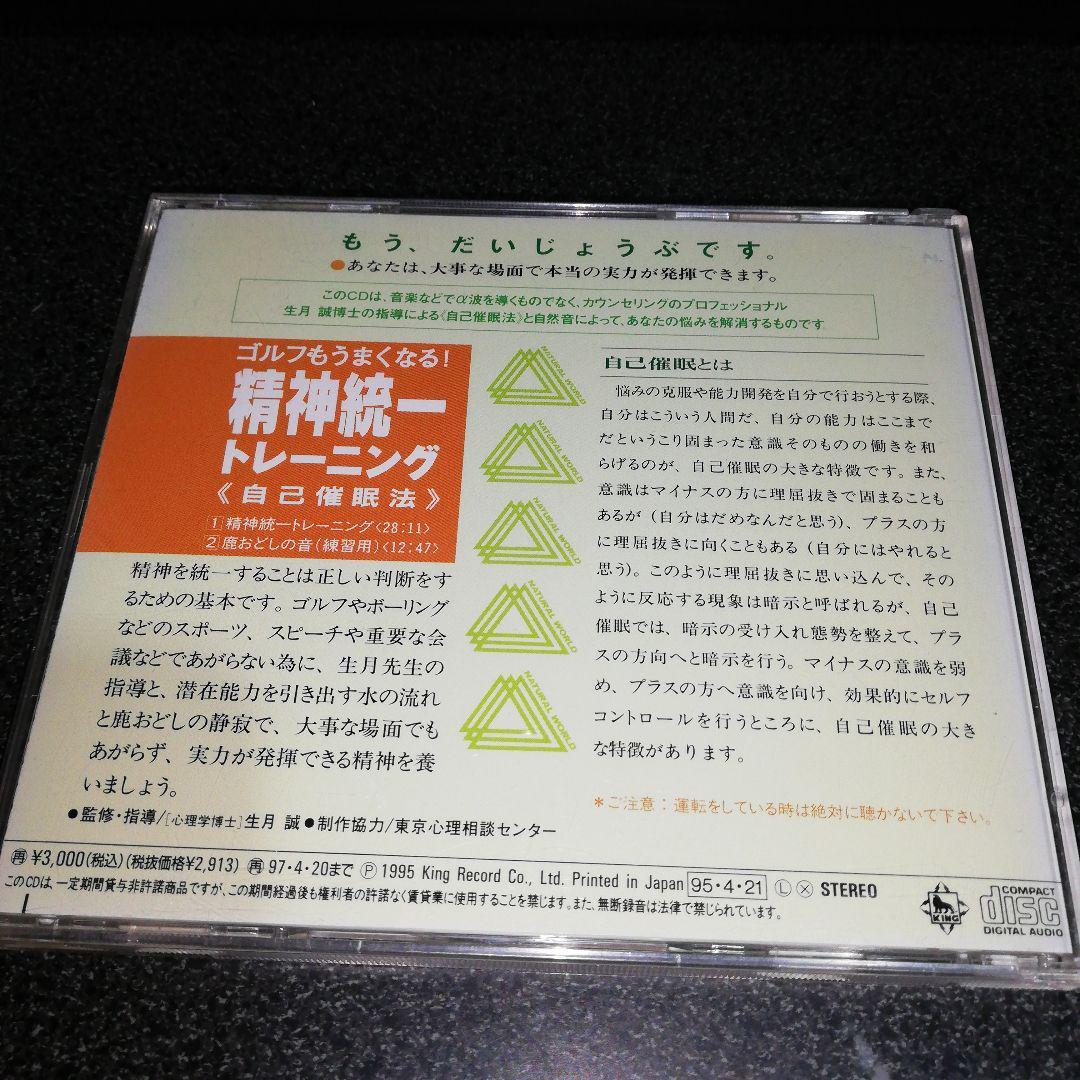 もう、だいじょうぶです。
●あなたは、大事な場面で本当の実力が発揮できます。
このCDは、音楽などでα波を導くものでなく、カウンセリングのプロフェッショナル
生月 誠博士の指導による《自己催眠法》と自然音によって、あなたの悩みを解消するものです
ゴルフもうまくなる!
精神統一
トレーニング
《自己催眠法》
1 精神統一トレーニング〈28:11〉
2 鹿おどしの音(練習用)〈12:47〉
精神を統一することは正しい判断をす
るための基本です。ゴルフやボーリング
などのスポーツ、スピーチや重要な会
議などであがらない為に、生月先生の
指導と、潜在能力を引き出す水の流れ
と鹿おどしの静寂で、大事な場面でも
あがらず、実力が発揮できる精神を養
いましょう。
NATURAL WORLD
NATURAL WORLD
NATURAL WORLD
NATURAL WORLD
NATURAL WORLD
自己催眠とは
悩みの克服や能力開発を自分で行おうとする際、
自分はこういう人間だ、自分の能力はここまで
だというこり固まった意識そのものの働きを和
らげるのが、自己催眠の大きな特徴です。また、
意識はマイナスの方に理屈抜きで固まることも
あるが(自分はだめなんだと思う)、プラスの方
に理屈抜きに向くこともある(自分にはやれると
思う)。このように理屈抜きに思い込んで、その
ように反応する現象は暗示と呼ばれるが、自己
催眠では、暗示の受け入れ態勢を整えて、プラ
スの方向へと暗示を行う。マイナスの意識を弱
め、プラスの方へ意識を向け、効果的にセルフ
コントロールを行うところに、自己催眠の大き
な特徴があります。
*ご注意:運転をしている時は絶対に聴かないで下さい。
●監修・指導/[心理学博士]生月 誠●制作協力/東京心理相談センター
再 ¥3,000(税込)(税抜価格¥2,913) 再 97・4・20まで Ⓟ 1995 King Record Co., Ltd. Printed in Japan 95・4・21 Ⓛ ⓧ STEREO
このCDは、一定期間貸与非許諾商品ですが、この期間経過後も権利者の許諾なく賃貸業に使用することを禁じます。また、無断録音は法律で禁じられています。
KING
COMPACT
disc
DIGITAL AUDIO